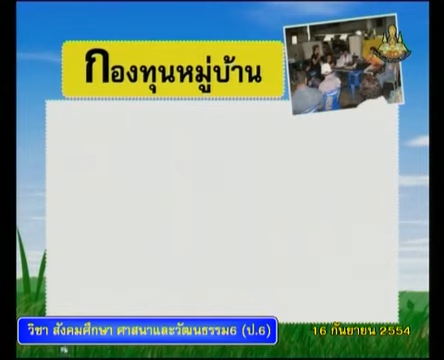 กองทุนหมู่บ้าน
วิชา สังคมศึกษา ศาสนาและวัฒนธรรม6 (ป.6)
16 กันยายน 2554